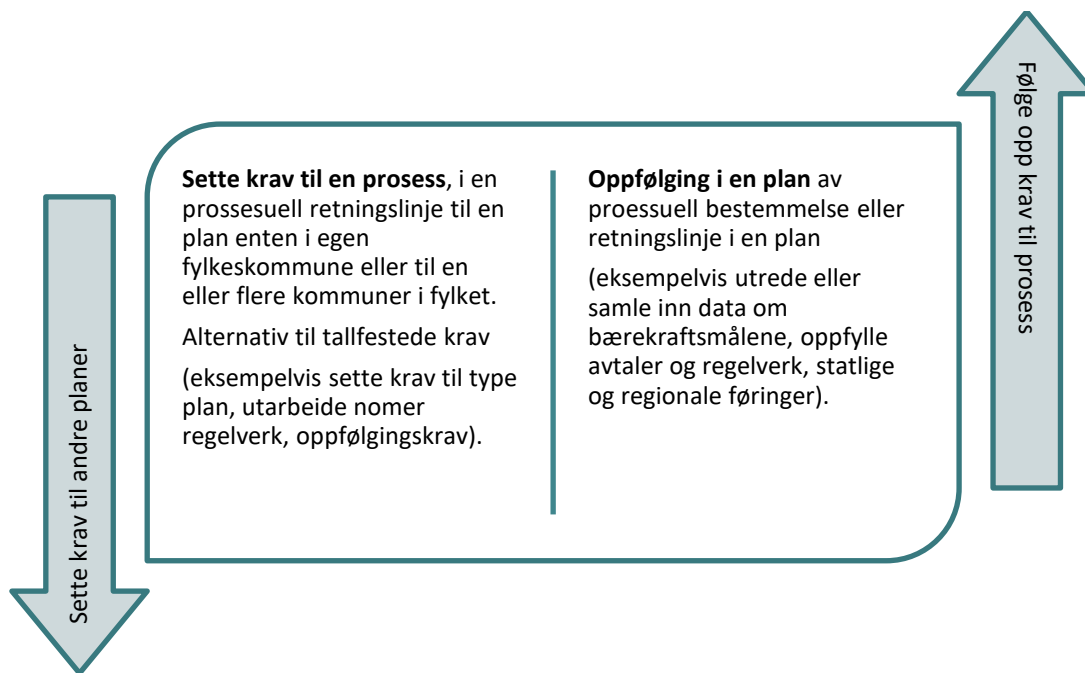 Sette krav til andre planer
Sette krav til en prosess, i en
prossesuell retningslinje til en
plan enten i egen
fylkeskommune eller til en
eller flere kommuner i fylket.
Alternativ til tallfestede krav
(eksempelvis sette krav til type
plan, utarbeide nomer
regelverk, oppfølgingskrav).
Oppfølging i en plan av
proessuell bestemmelse eller
retningslinje i en plan
(eksempelvis utrede eller
samle inn data om
bærekraftsmålene, oppfylle
avtaler og regelverk, statlige
og regionale føringer).
Følge opp krav til prosess